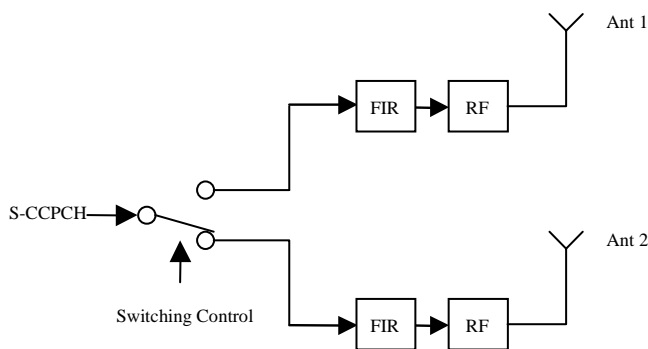 Ant 1
FIR
RF
S-CCPCH
Ant 2
Switching Control
FIR
RF